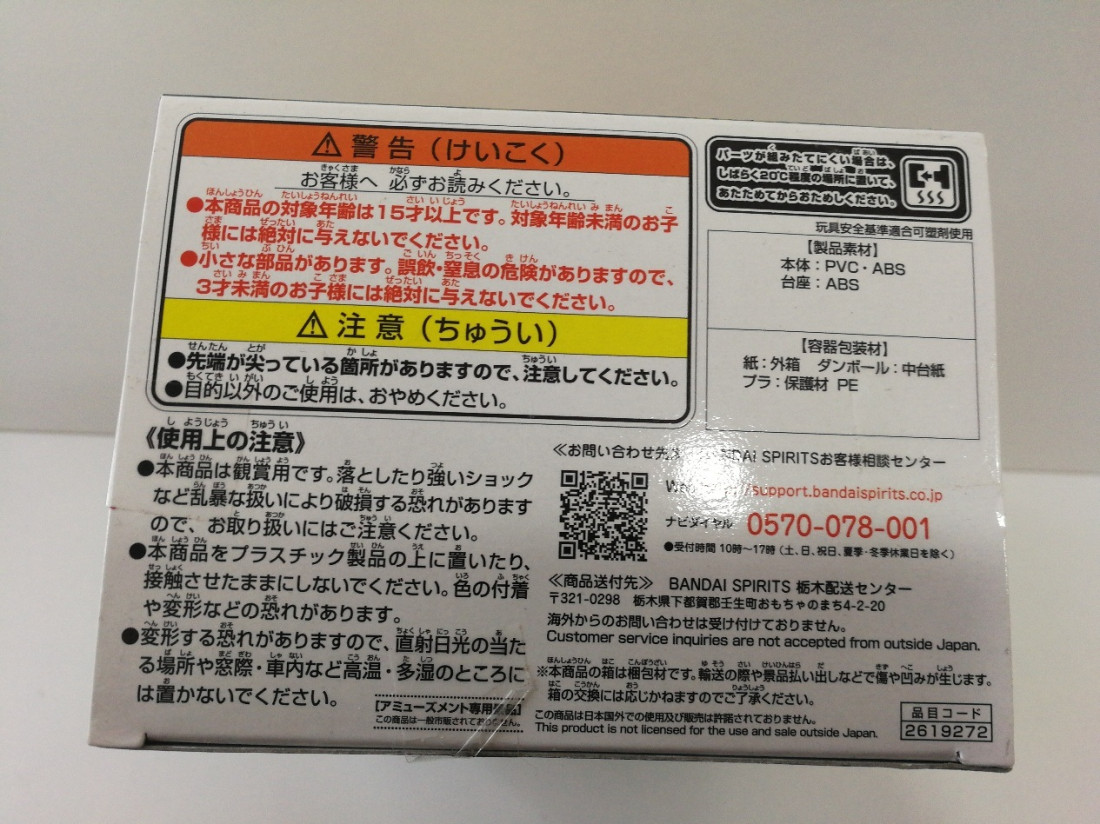 ⚠警告（けいこく）
お客様へ 必ずお読みください。
●本商品の対象年齢は15才以上です。対象年齢未満のお子
様には絶対に与えないでください。
●小さな部品があります。誤飲・窒息の危険がありますので、
3才未満のお子様には絶対に与えないでください。
⚠注意（ちゅうい）
●先端が尖っている箇所がありますので、注意してください。
●目的以外のご使用は、おやめください。
《使用上の注意》
●本商品は観賞用です。落としたり強いショック
など乱暴な扱いにより破損する恐れがあります
ので、お取り扱いにはご注意ください。
●本商品をプラスチック製品の上に置いたり、
接触させたままにしないでください。色の付着
や変形などの恐れがあります。
●変形する恐れがありますので、直射日光の当た
る場所や窓際・車内など高温・多湿のところに
は置かないでください。
【アミューズメント専用景品】
この商品は一般市販されておりません。
パーツが組みたてにくい場合は、
しばらく20℃程度の場所に置いて、
あたためてからおためしください。
玩具安全基準適合可塑剤使用
【製品素材】
本体：PVC・ABS
台座：ABS
【容器包装材】
紙：外箱 ダンボール：中台紙
プラ：保護材 PE
≪お問い合わせ先≫ BANDAI SPIRITSお客様相談センター
support.bandaispirits.co.jp
ナビダイヤル 0570-078-001
●受付時間 10時〜17時（土、日、祝日、夏季・冬季休業日を除く）
≪商品送付先≫ BANDAI SPIRITS 栃木配送センター
〒321-0298 栃木県下都賀郡壬生町おもちゃのまち4-2-20
海外からのお問い合わせは受け付けておりません。
Customer service inquiries are not accepted from outside Japan.
※本商品の箱は梱包材です。輸送の際や景品払い出しなどで傷や凹みが生じます。
箱の交換には応じかねますのでご了承ください。
この商品は日本国外での使用及び販売は許諾されておりません。
This product is not licensed for the use and sale outside Japan.
品目コード
2619272